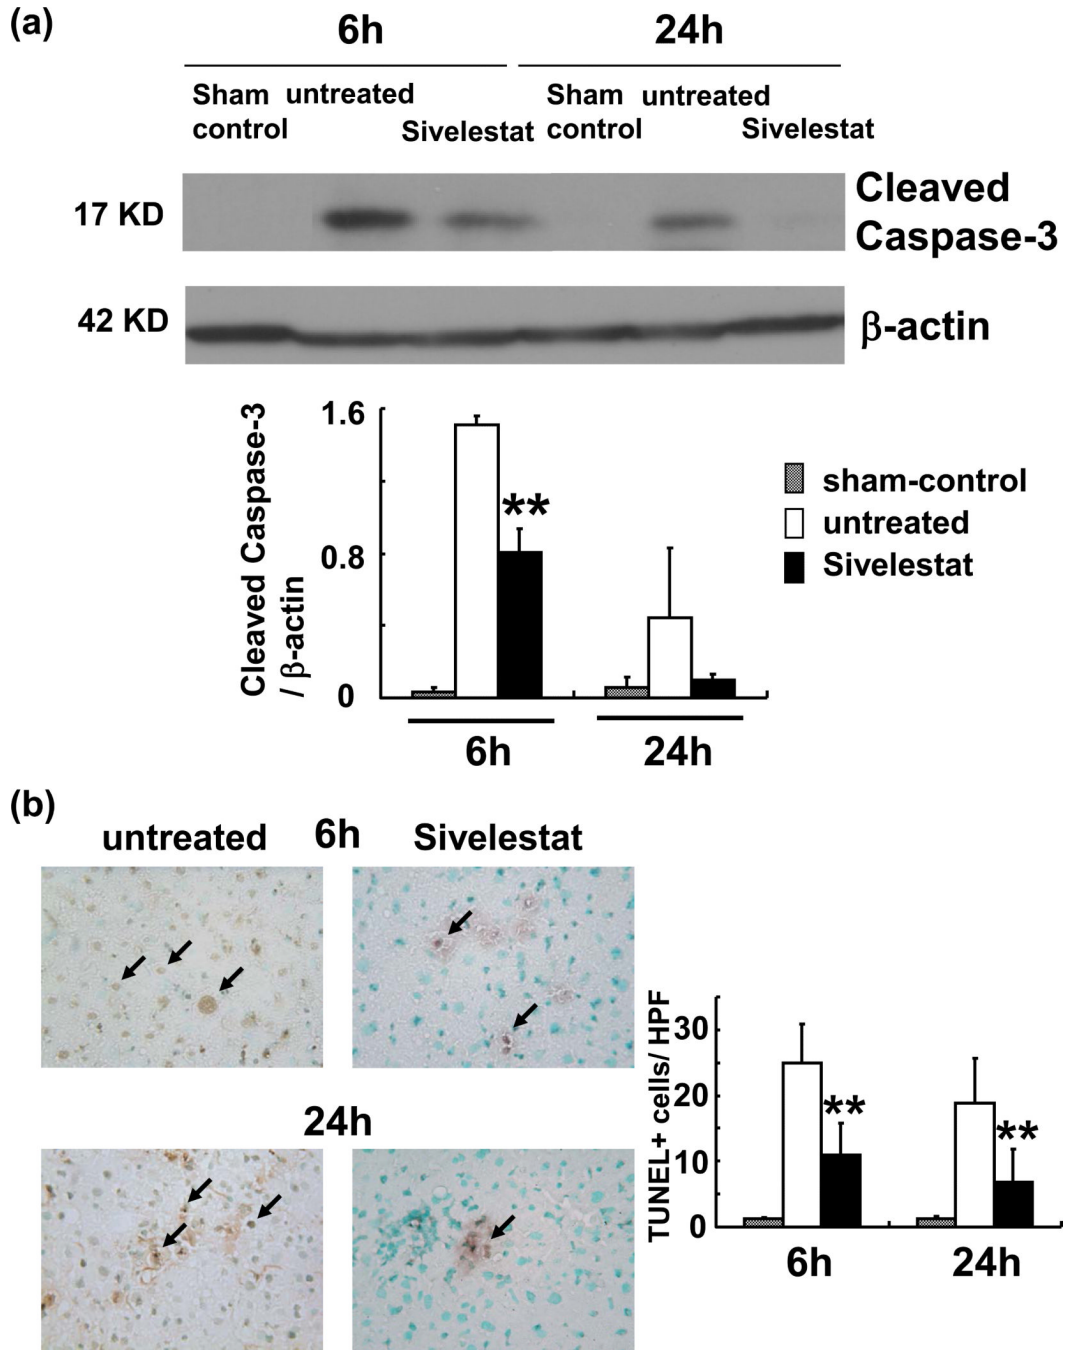 (a)
6h 24h
Sham untreated Sham untreated
control Sivelestat control Sivelestat
17 KD Cleaved
Caspase-3
42 KD β-actin
Cleaved Caspase-3
/ β-actin
1.6
0.8
0
**
sham-control
untreated
Sivelestat
6h 24h
(b)
untreated 6h Sivelestat
24h
TUNEL+ cells/ HPF
30
20
10
0
**
**
6h 24h